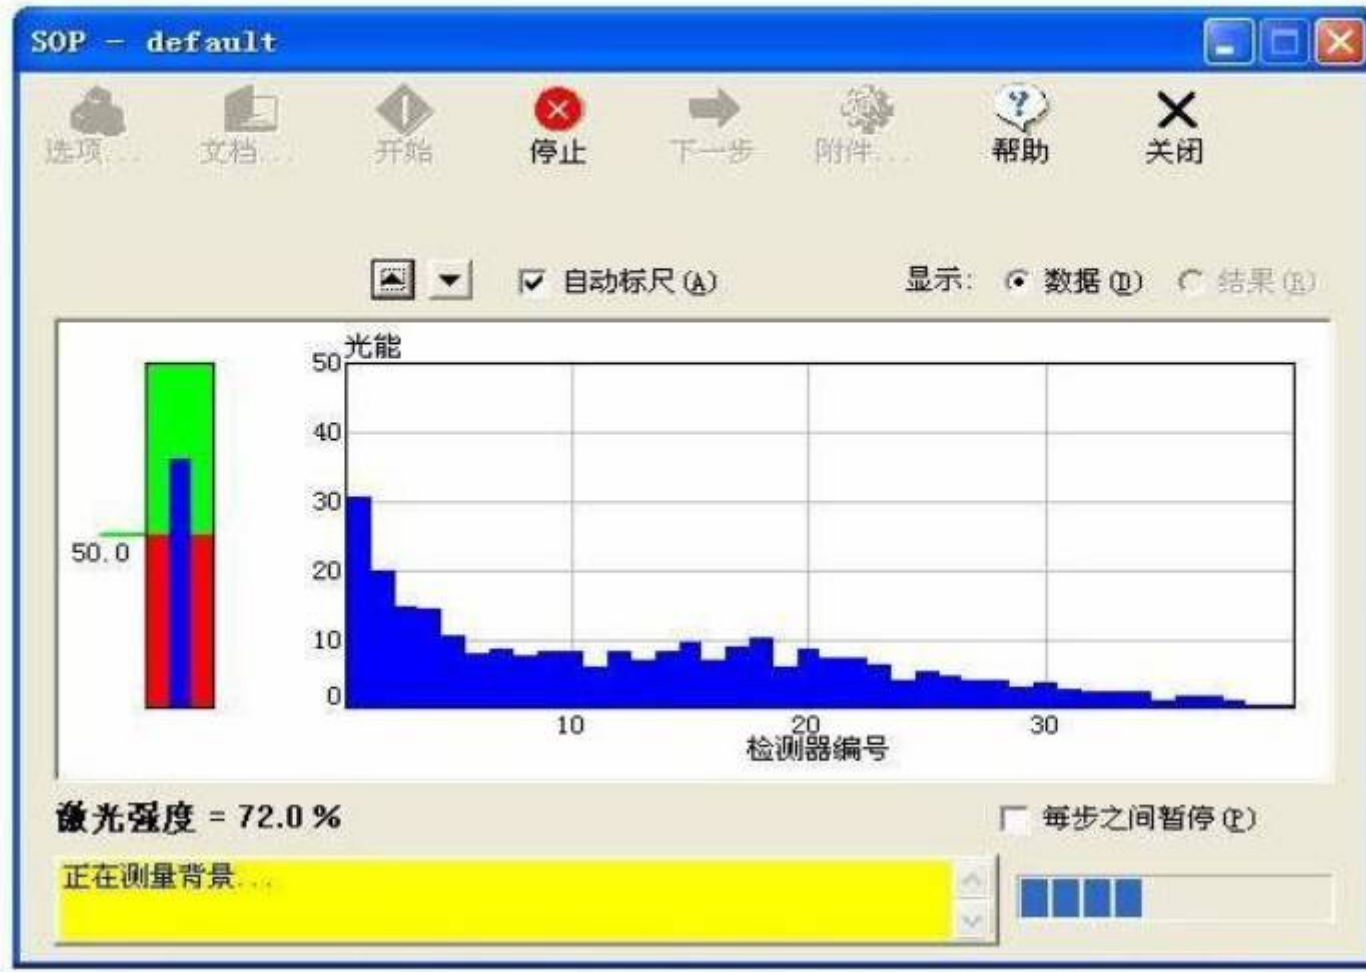 SOP - default
选项... 文档... 开始 停止 下一步 附件... 帮助 关闭
自动标尺(A) 显示: 数据(D) 结果(R)
光能
50
40
30
20
10
0
50.0
10 20 30
检测器编号
激光强度 = 72.0 %
每步之间暂停(P)
正在测量背景...